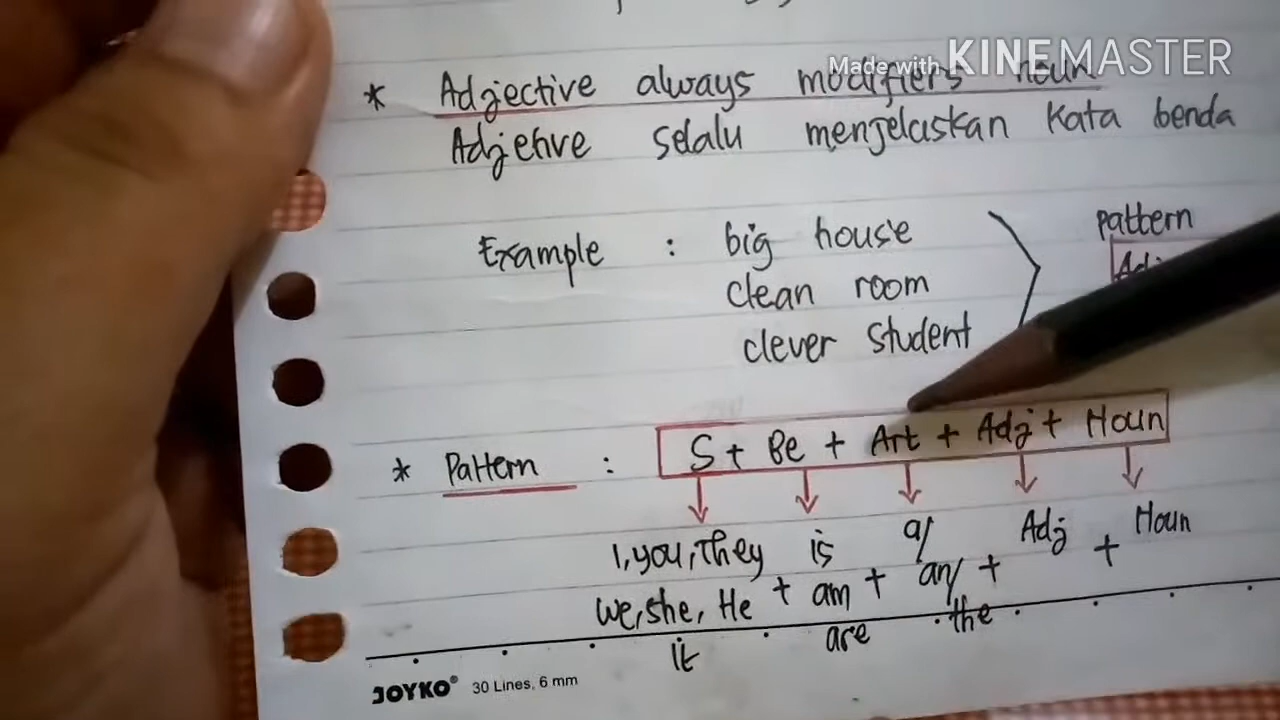 Made with KINEMASTER
* Adjective always modifiers noun
Adjetive selalu menjelaskan kata benda
Example : big house
pattern
clean room
clever student
* Pattern : S + Be + Art + Adj + Noun
I, you, They is a/ Adj Noun
we, she, He + am + an/ + +
it are the
JOYKO® 30 Lines, 6 mm